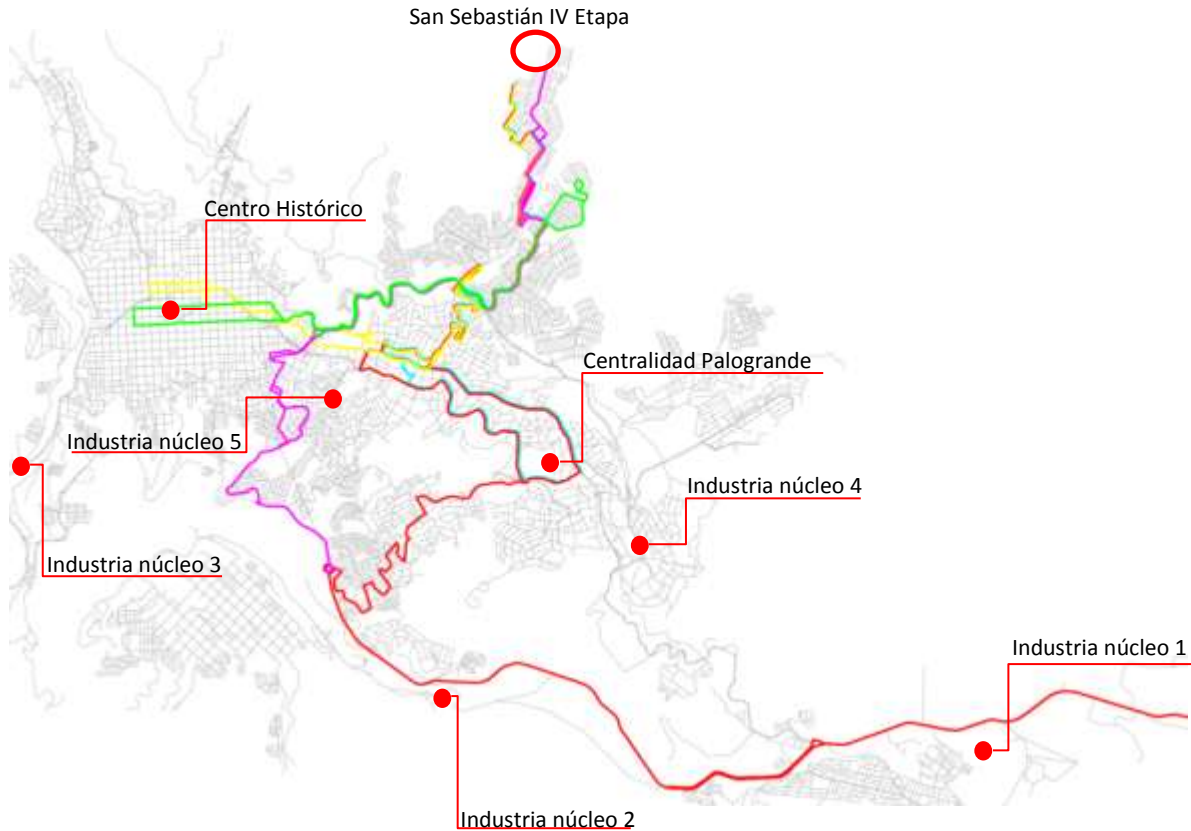 San Sebastián IV Etapa
Centro Histórico
Centralidad Palogrande
Industria núcleo 5
Industria núcleo 4
Industria núcleo 3
Industria núcleo 1
Industria núcleo 2